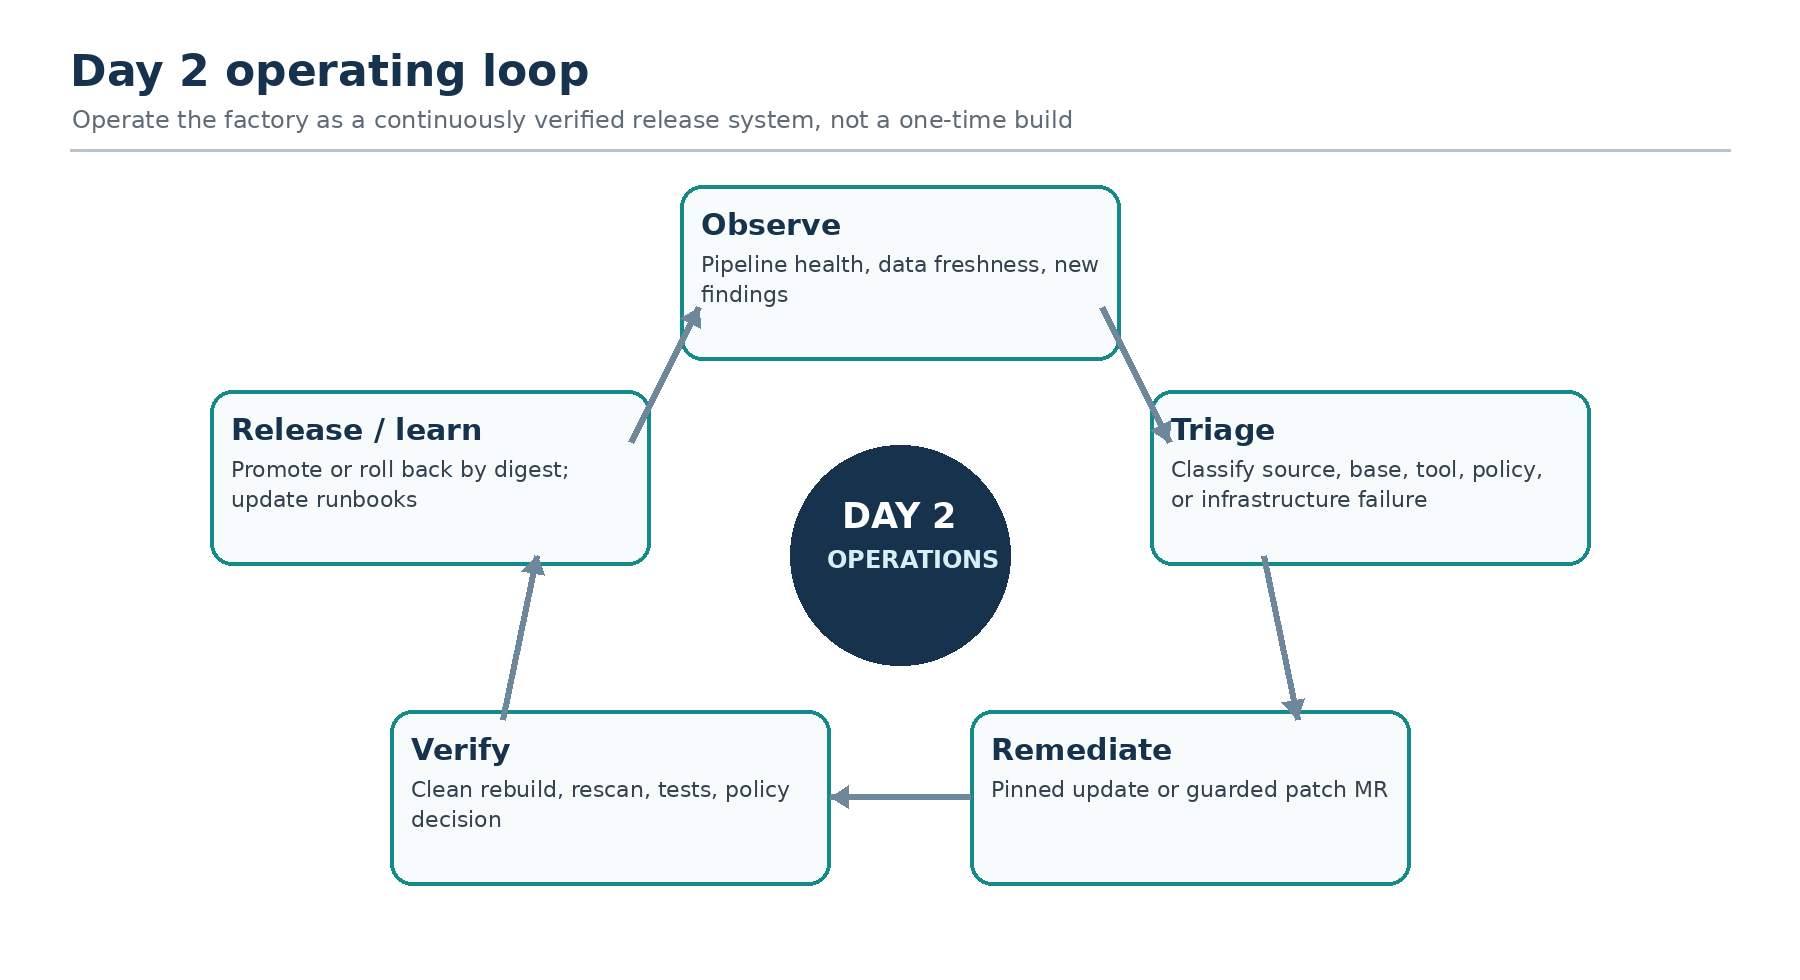 Day 2 operating loop
Operate the factory as a continuously verified release system, not a one-time build
Observe
Pipeline health, data freshness, new
findings
Release / learn
Promote or roll back by digest;
update runbooks
Triage
Classify source, base, tool, policy,
or infrastructure failure
DAY 2
OPERATIONS
Verify
Clean rebuild, rescan, tests, policy
decision
Remediate
Pinned update or guarded patch MR